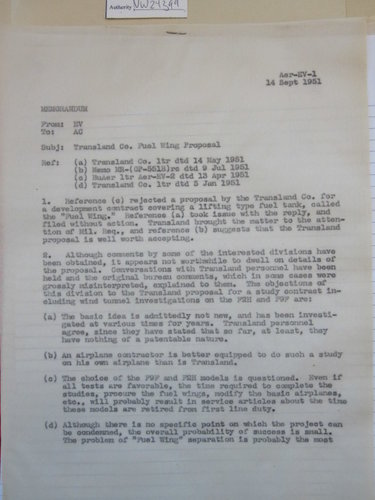 Authority NW 24394
Aer-EV-1
14 Sept 1951
MEMORANDUM
From: EV
To: AC
Subj: Transland Co. Fuel Wing Proposal
Ref: (a) Transland Co. ltr dtd 14 May 1951
(b) Memo RE-(GP-551B)rc dtd 9 Jul 1951
(c) BuAer ltr Aer-EV-2 dtd 13 Apr 1951
(d) Transland Co. ltr dtd 5 Jan 1951
1. Reference (c) rejected a proposal by the Transland Co. for
a development contract covering a lifting type fuel tank, called
the "Fuel Wing." Reference (a) took issue with the reply, and
filed without action. Transland brought the matter to the atten-
tion of Mil. Req., and reference (b) suggests that the Transland
proposal is well worth accepting.
2. Although comments by some of the interested divisions have
been obtained, it appears not worthwhile to dwell on details of
the proposal. Conversations with Transland personnel have been
held and the original bureau comments, which in some cases were
grossly misinterpreted, explained to them. The objections of
this division to the Transland proposal for a study contract in-
cluding wind tunnel investigations on the F2H and F9F are:
(a) The basic idea is admittedly not new, and has been investi-
gated at various times for years. Transland personnel
agree, since they have stated that so far, at least, they
have nothing of a patentable nature.
(b) An airplane contractor is better equipped to do such a study
on his own airplane than is Transland.
(c) The choice of the F9F and F2H models is questioned. Even if
all tests are favorable, the time required to complete the
studies, procure the fuel wings, modify the basic airplanes,
etc., will probably result in service articles about the time
these models are retired from first line duty.
(d) Although there is no specific point on which the project can
be condemned, the overall probability of success is small.
The problem of "Fuel Wing" separation is probably the most